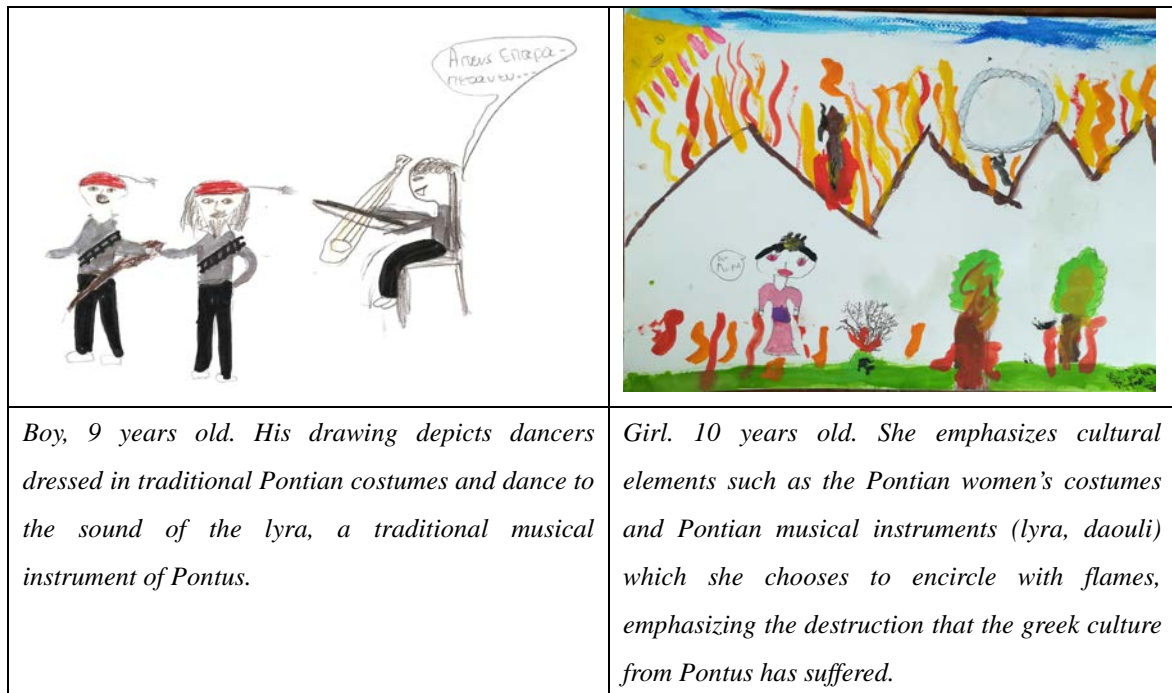 Επαρα-
Boy, 9 years old. His drawing depicts dancers
dressed in traditional Pontian costumes and dance to
the sound of the lyra, a traditional musical
instrument of Pontus.
Girl. 10 years old. She emphasizes cultural
elements such as the Pontian women’s costumes
and Pontian musical instruments (lyra, daouli)
which she chooses to encircle with flames,
emphasizing the destruction that the greek culture
from Pontus has suffered.